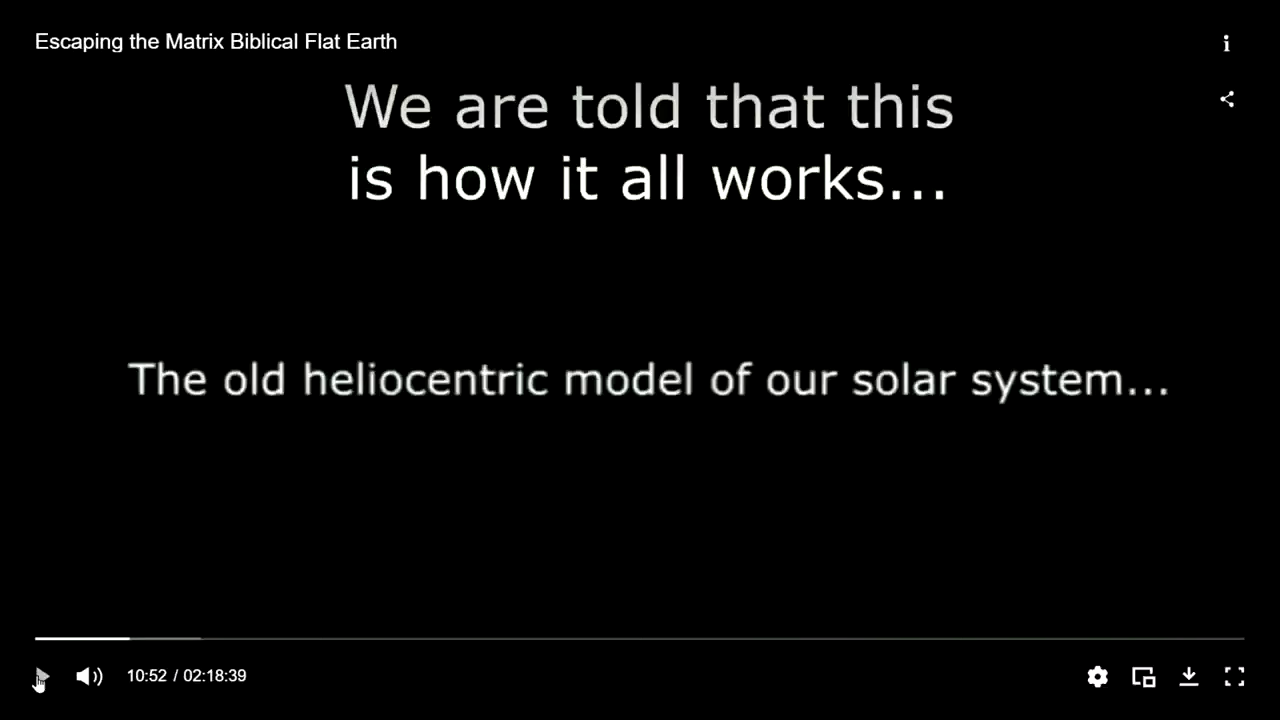 Escaping the Matrix Biblical Flat Earth
We are told that this
is how it all works...
The old heliocentric model of our solar system...
10:52 / 02:18:39